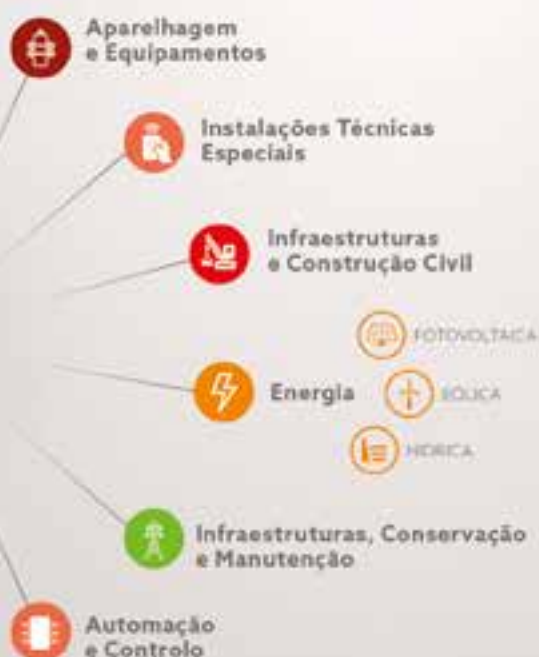 Aparelhagem
e Equipamentos
Instalações Técnicas
Especiais
Infraestruturas
e Construção Civil
FOTOVOLTAICA
Energia
EÓLICA
HÍDRICA
Infraestruturas, Conservação
e Manutenção
Automação
e Controlo